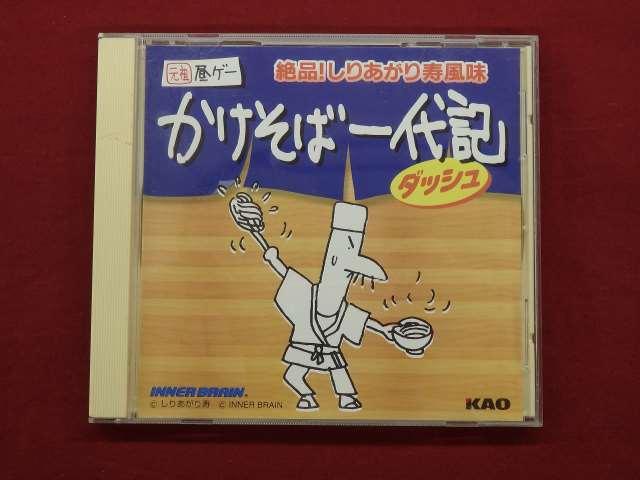 元祖 昼ゲー
絶品!しりあがり寿風味
かけそば一代記
ダッシュ
INNER BRAIN.
© しりあがり寿 © INNER BRAIN
KAO